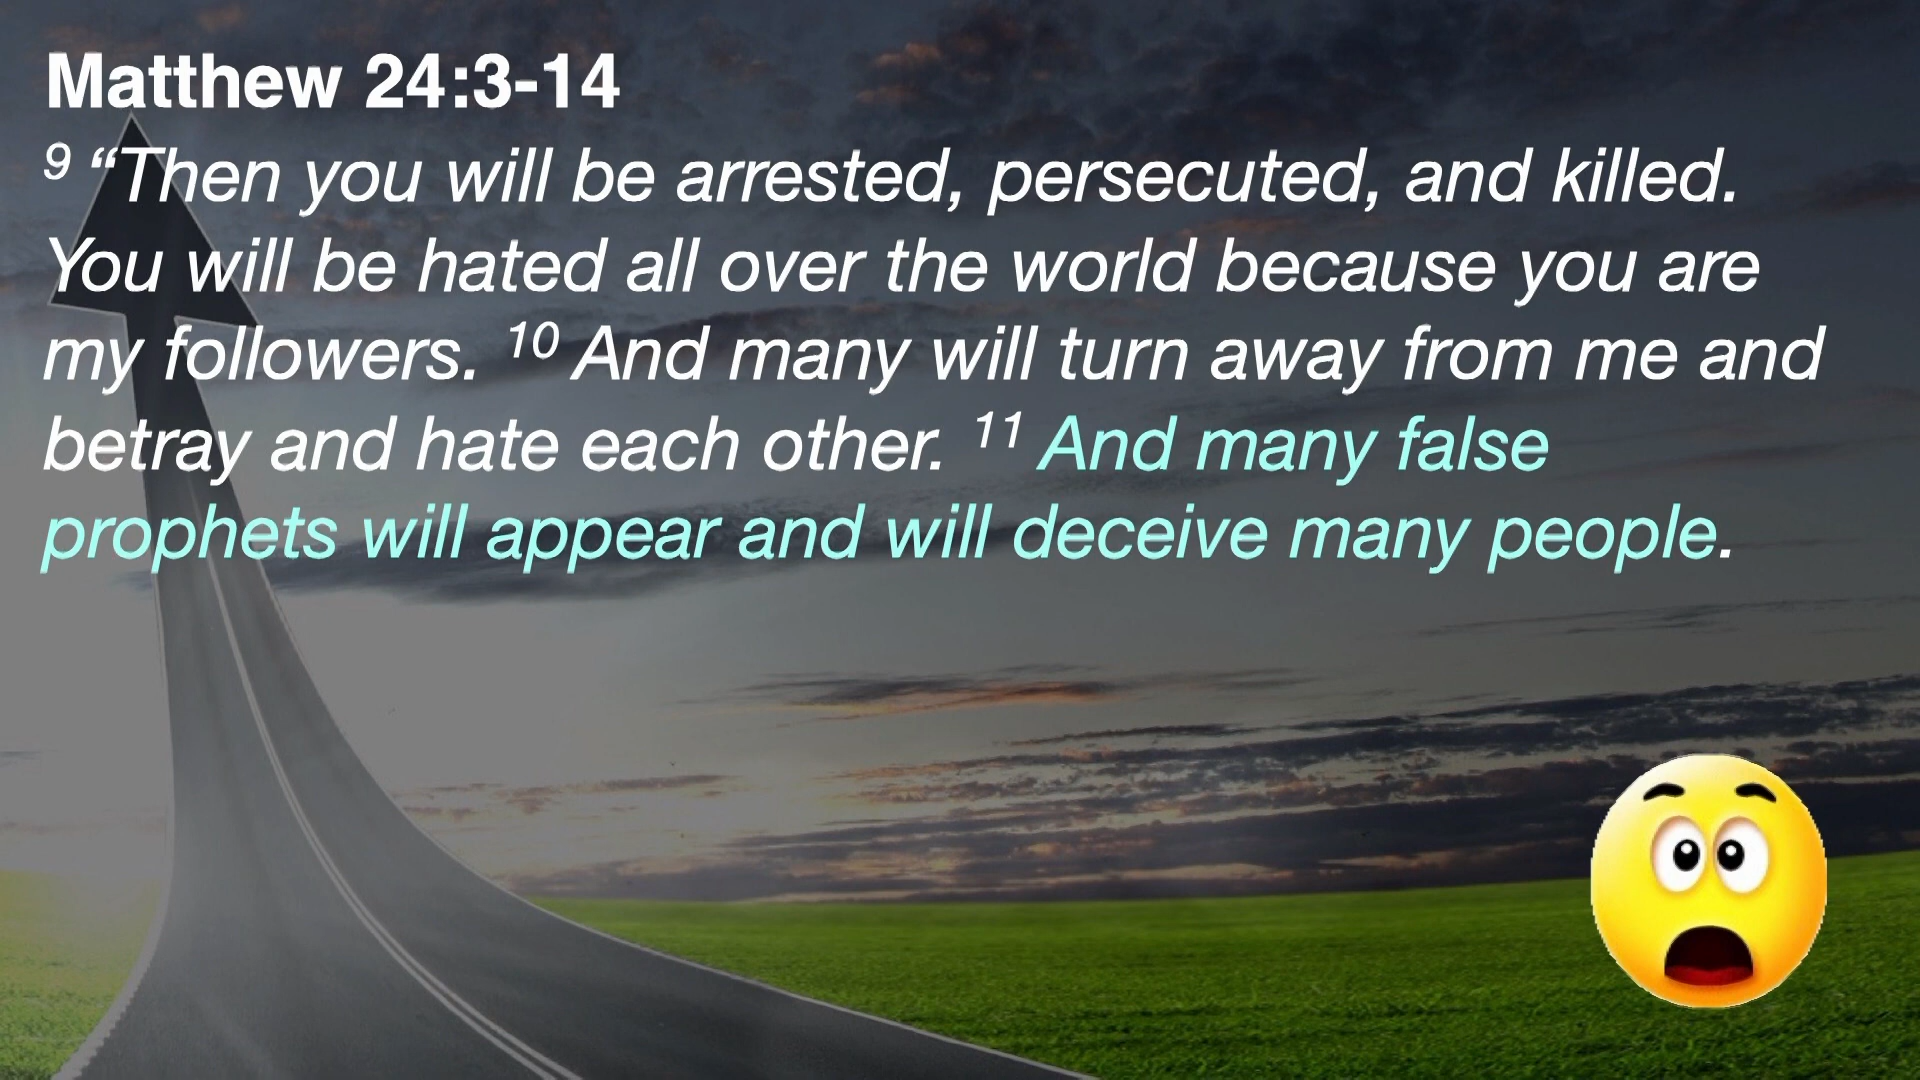 Matthew 24:3-14
9 “Then you will be arrested, persecuted, and killed.
You will be hated all over the world because you are
my followers. 10 And many will turn away from me and
betray and hate each other. 11 And many false
prophets will appear and will deceive many people.